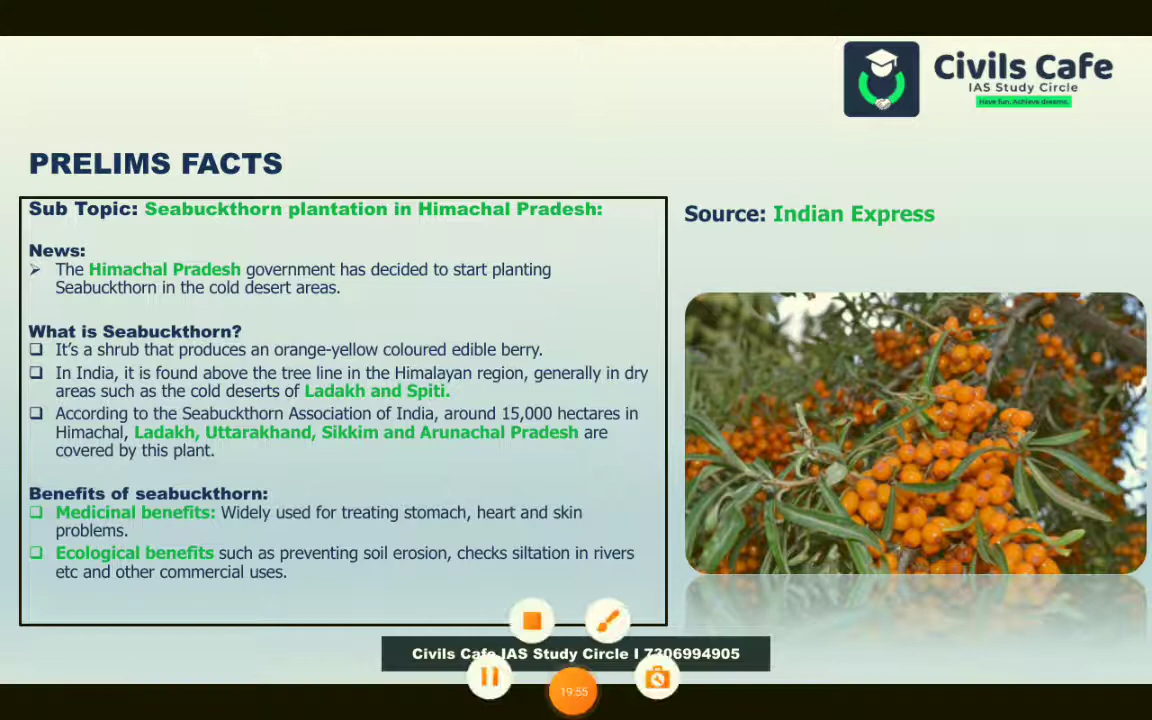 Civils Cafe
IAS Study Circle
Have fun. Achieve dreams.
PRELIMS FACTS
Sub Topic: Seabuckthorn plantation in Himachal Pradesh:
Source: Indian Express
News:
The Himachal Pradesh government has decided to start planting
Seabuckthorn in the cold desert areas.
What is Seabuckthorn?
It's a shrub that produces an orange-yellow coloured edible berry.
In India, it is found above the tree line in the Himalayan region, generally in dry
areas such as the cold deserts of Ladakh and Spiti.
According to the Seabuckthorn Association of India, around 15,000 hectares in
Himachal, Ladakh, Uttarakhand, Sikkim and Arunachal Pradesh are
covered by this plant.
Benefits of seabuckthorn:
Medicinal benefits: Widely used for treating stomach, heart and skin
problems.
Ecological benefits such as preventing soil erosion, checks siltation in rivers
etc and other commercial uses.
Civils Cafe IAS Study Circle I 7306994905
19:55